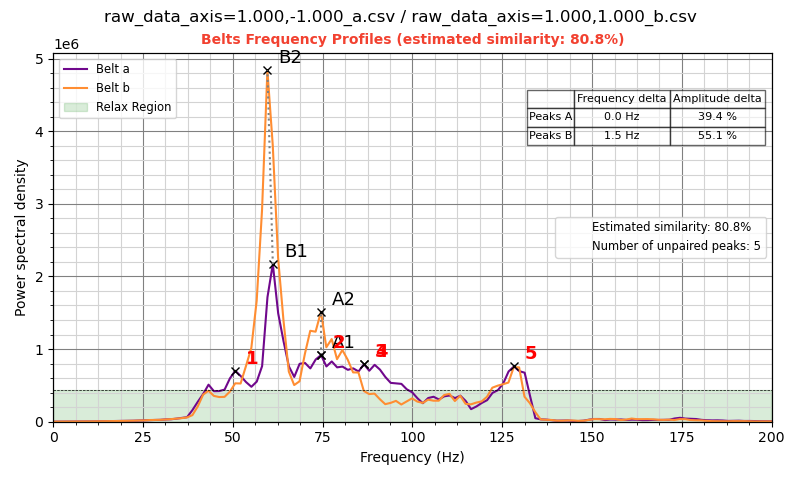 raw_data_axis=1.000,-1.000_a.csv / raw_data_axis=1.000,1.000_b.csv
Belts Frequency Profiles (estimated similarity: 80.8%)
1e6
Belt a
Belt b
Relax Region
B2
B1
A2
A1
1
2
4
5
Frequency delta Amplitude delta
Peaks A 0.0 Hz 39.4 %
Peaks B 1.5 Hz 55.1 %
Estimated similarity: 80.8%
Number of unpaired peaks: 5
Power spectral density
5
4
3
2
1
0
0 25 50 75 100 125 150 175 200
Frequency (Hz)